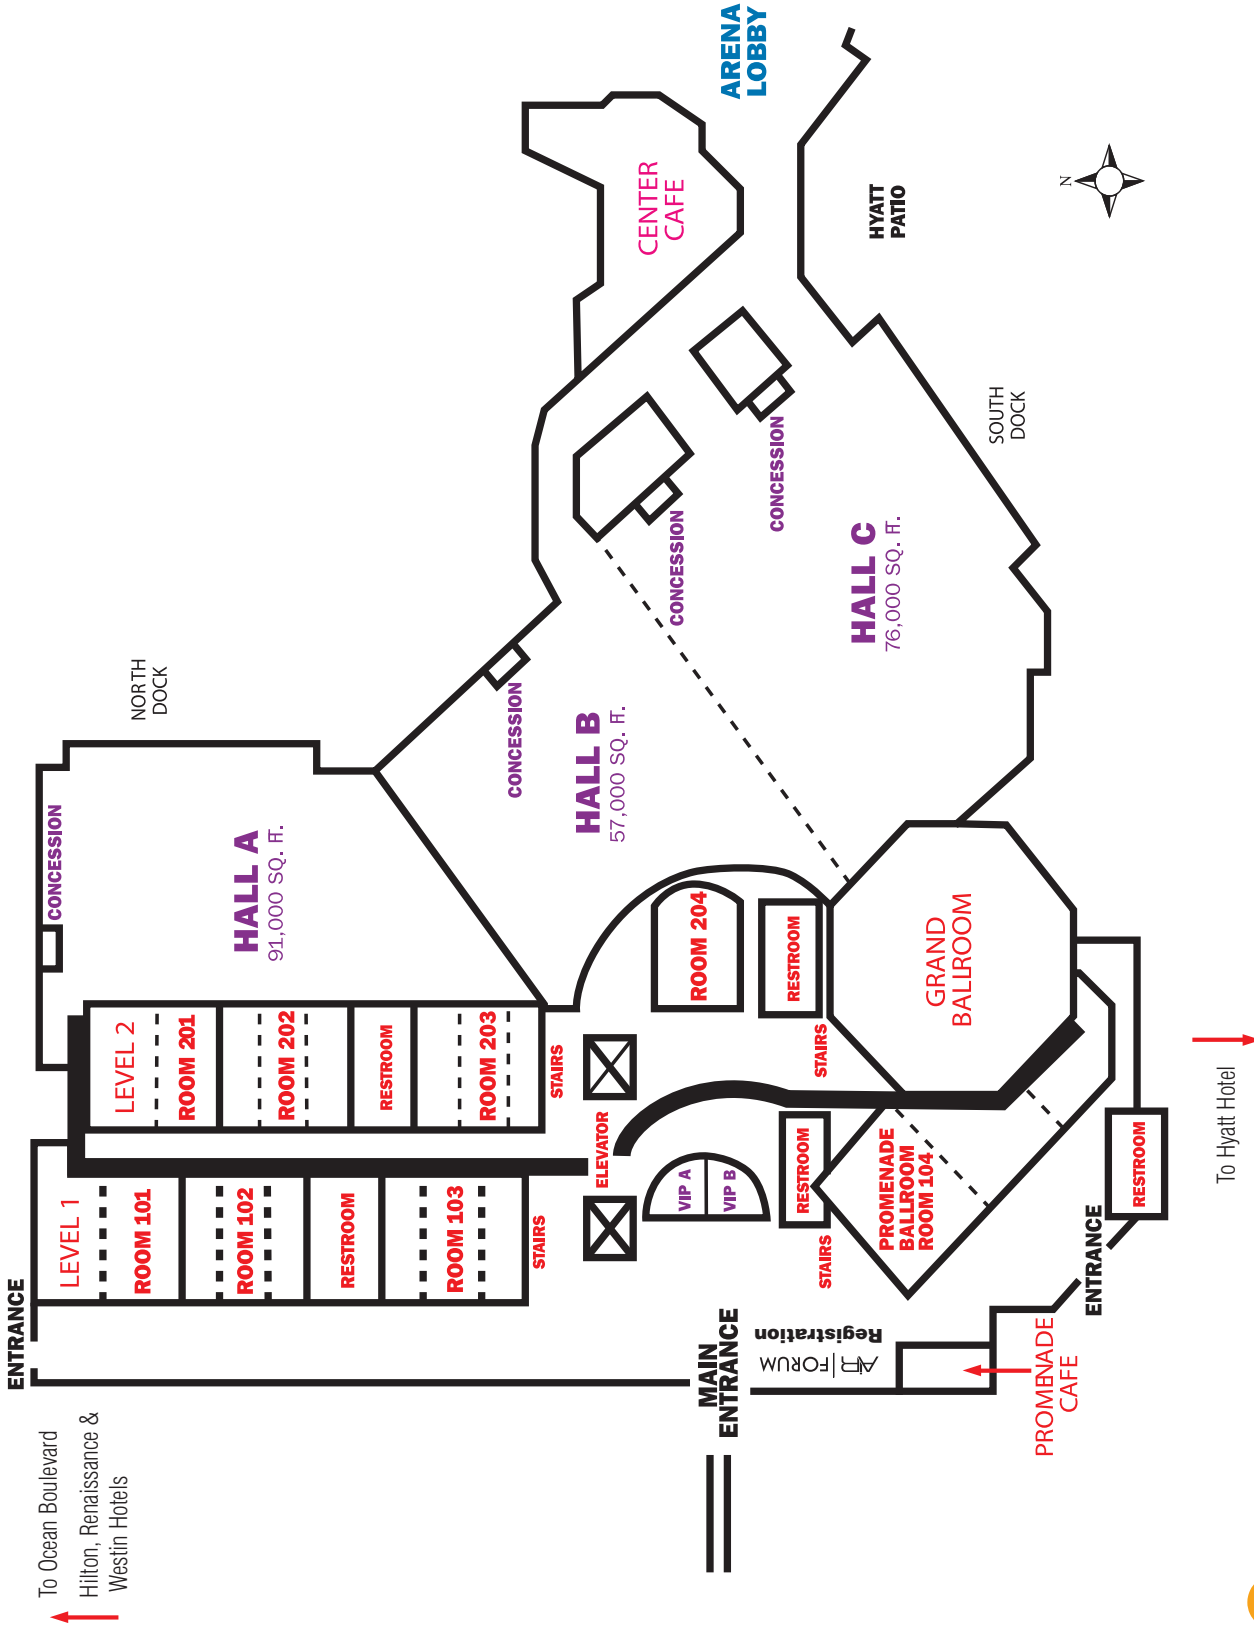 ARENA
LOBBY
CENTER
CAFE
HYATT
PATIO
N
SOUTH
DOCK
CONCESSION
CONCESSION
HALL C
76,000 SQ. FT.
NORTH
DOCK
CONCESSION
HALL B
57,000 SQ. FT.
CONCESSION
HALL A
91,000 SQ. FT.
ROOM 204
RESTROOM
GRAND
BALLROOM
LEVEL 2
ROOM 201
ROOM 202
RESTROOM
ROOM 203
STAIRS
STAIRS
ELEVATOR
VIP A
VIP B
RESTROOM
PROMENADE
BALLROOM
ROOM 104
RESTROOM
To Hyatt Hotel
LEVEL 1
ROOM 101
ROOM 102
RESTROOM
ROOM 103
STAIRS
STAIRS
ENTRANCE
ENTRANCE
MAIN
ENTRANCE
FORUM
Registration
PROMENADE
CAFE
To Ocean Boulevard
Hilton, Renaissance &
Westin Hotels